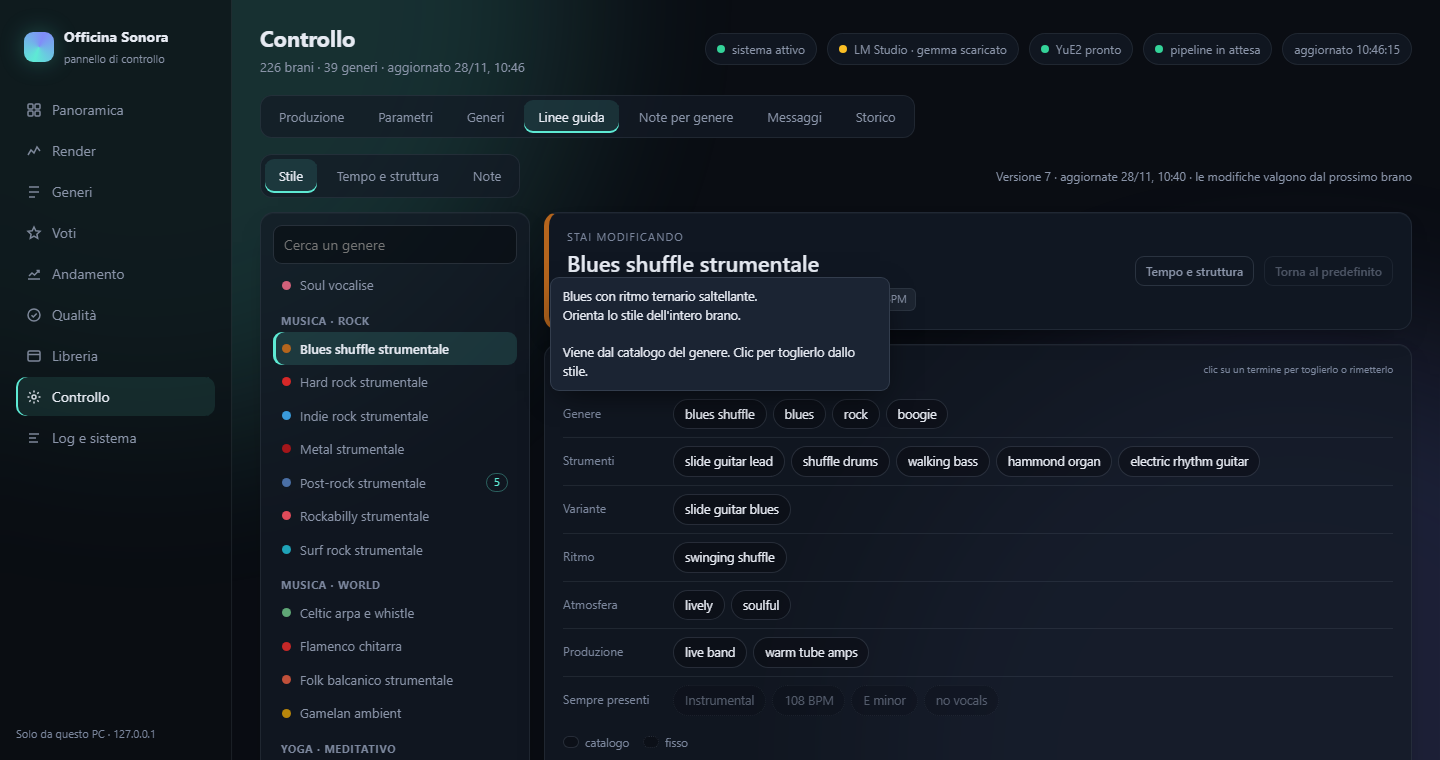 Officina Sonora
pannello di controllo
Panoramica
Render
Generi
Voti
Andamento
Qualità
Libreria
Controllo
Log e sistema
Solo da questo PC · 127.0.0.1
Controllo
226 brani · 39 generi · aggiornato 28/11, 10:46
sistema attivo
LM Studio · gemma scaricato
YuE2 pronto
pipeline in attesa
aggiornato 10:46:15
Produzione
Parametri
Generi
Linee guida
Note per genere
Messaggi
Storico
Stile
Tempo e struttura
Note
Versione 7 · aggiornate 28/11, 10:40 · le modifiche valgono dal prossimo brano
Cerca un genere
Soul vocalise
MUSICA · ROCK
Blues shuffle strumentale
Hard rock strumentale
Indie rock strumentale
Metal strumentale
Post-rock strumentale
5
Rockabilly strumentale
Surf rock strumentale
MUSICA · WORLD
Celtic arpa e whistle
Flamenco chitarra
Folk balcanico strumentale
Gamelan ambient
YOGA · MEDITATIVO
STAI MODIFICANDO
Blues shuffle strumentale
Tempo e struttura
Torna al predefinito
PM
Blues con ritmo ternario saltellante.
Orienta lo stile dell'intero brano.
Viene dal catalogo del genere. Clic per toglierlo dallo
stile.
clic su un termine per toglierlo o rimetterlo
Genere
blues shuffle
blues
rock
boogie
Strumenti
slide guitar lead
shuffle drums
walking bass
hammond organ
electric rhythm guitar
Variante
slide guitar blues
Ritmo
swinging shuffle
Atmosfera
lively
soulful
Produzione
live band
warm tube amps
Sempre presenti
Instrumental
108 BPM
E minor
no vocals
catalogo
fisso